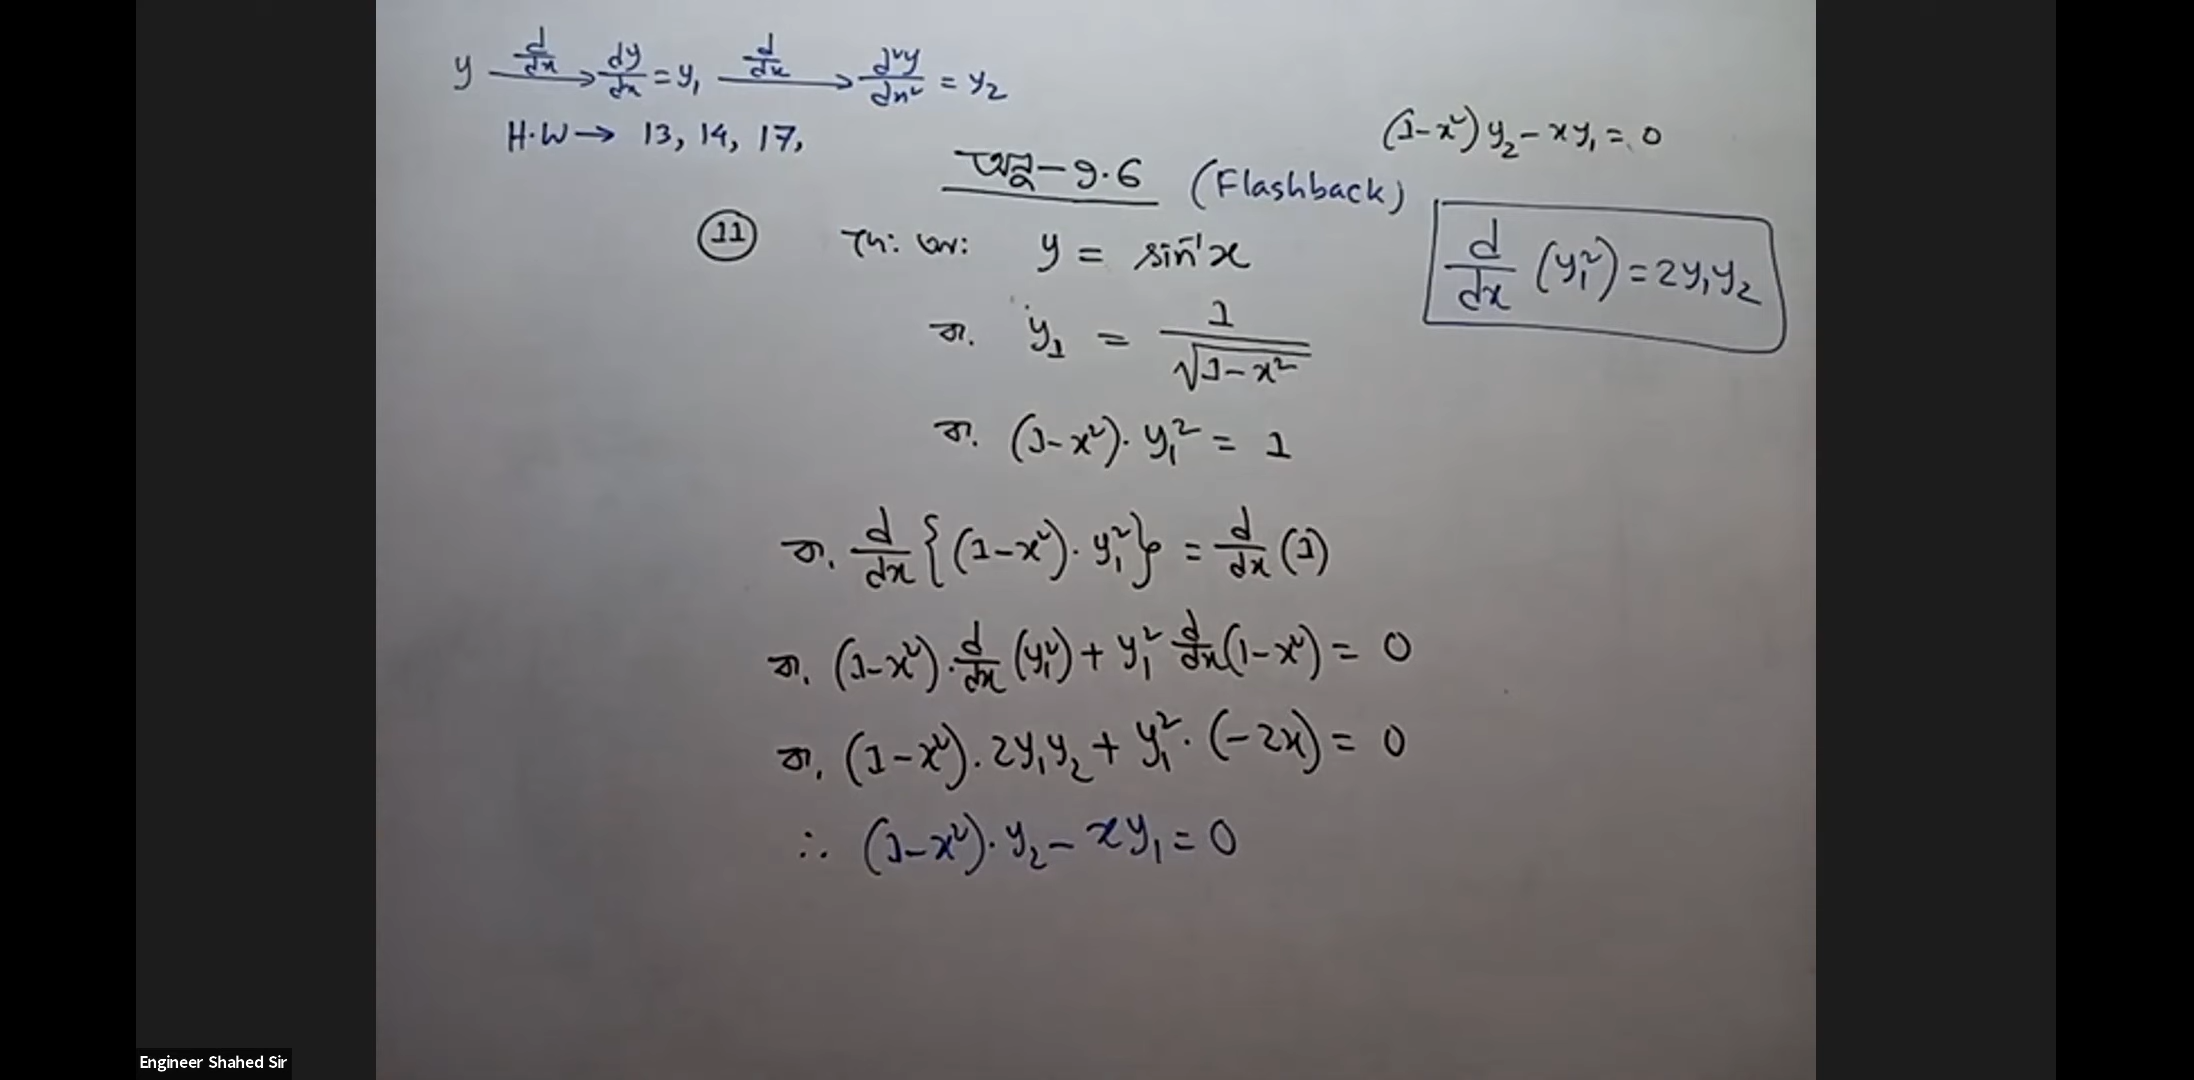 y —d/dx→ dy/dx = y₁ —d/dx→ d²y/dx² = y₂
H.W → 13, 14, 17,
(1-x²) y₂ - xy₁ = 0
অনু-9.6 (Flashback)
d/dx (y₁²) = 2y₁y₂
11 y = sin⁻¹x
বা, y₁ = 1/√(1-x²)
বা, (1-x²). y₁² = 1
বা, d/dx {(1-x²). y₁²} = d/dx (1)
বা, (1-x²). d/dx (y₁²) + y₁² d/dx (1-x²) = 0
বা, (1-x²). 2y₁y₂ + y₁². (-2x) = 0
∴ (1-x²). y₂ - xy₁ = 0
Engineer Shahed Sir